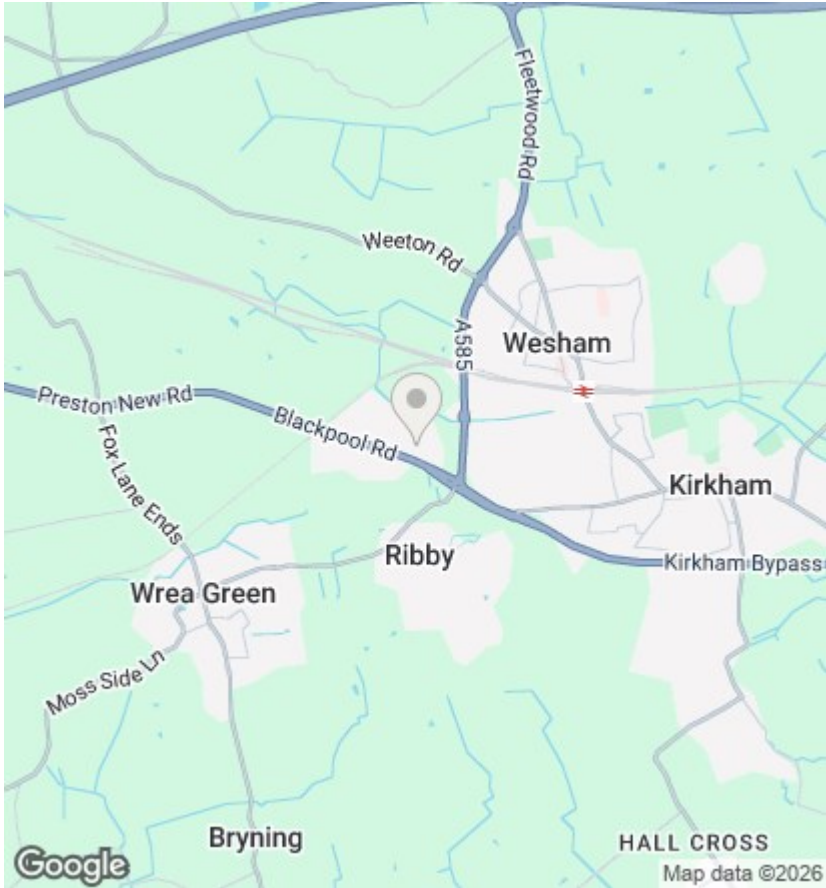 Fleetwood Rd
Weeton Rd
Wesham
A585
Preston New Rd
Blackpool Rd
Fox Lane Ends
Kirkham
Ribby
Kirkham Bypass
Wrea Green
Moss Side Ln
Bryning
HALL CROSS
Google
Map data ©2026